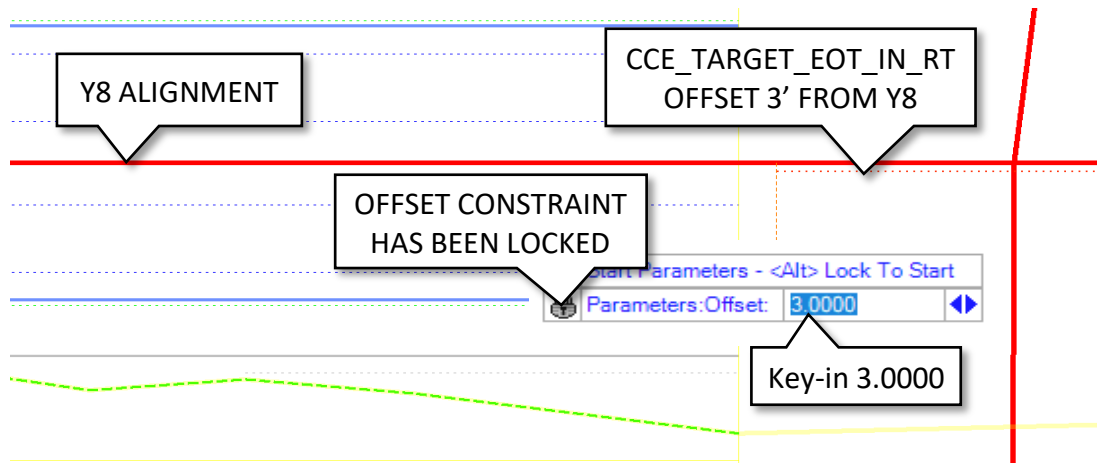 CCE_TARGET_EOT_IN_RT
OFFSET 3’ FROM Y8
Y8 ALIGNMENT
OFFSET CONSTRAINT
HAS BEEN LOCKED
Start Parameters - <Alt> Lock To Start
Parameters:Offset: 3.0000
Key-in 3.0000